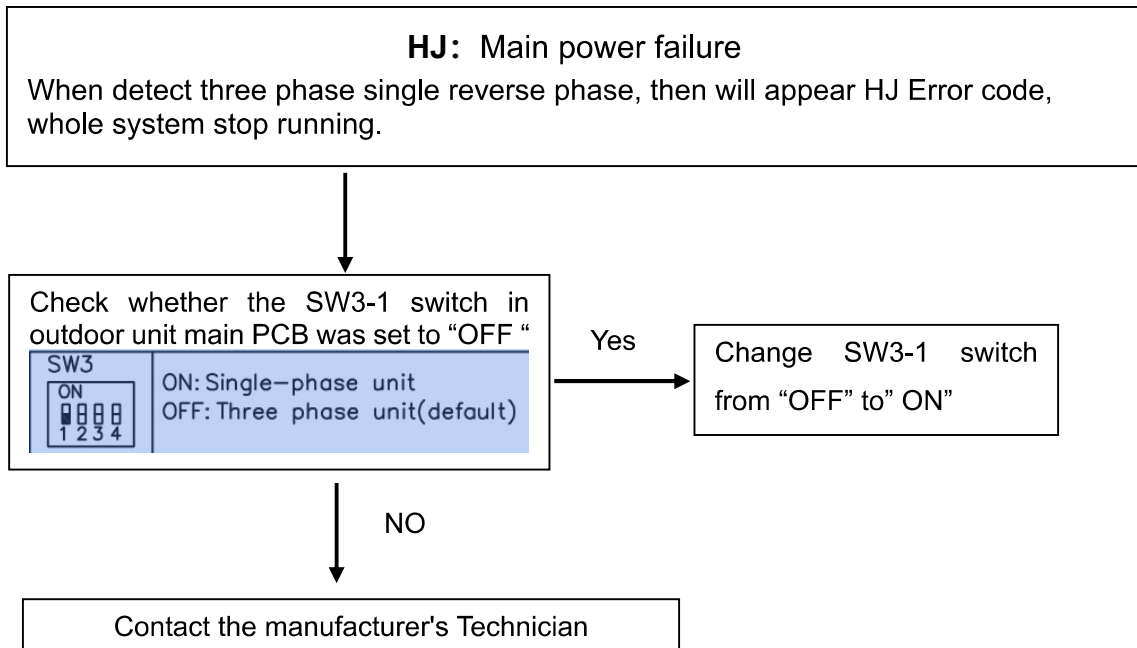 HJ: Main power failure
When detect three phase single reverse phase, then will appear HJ Error code,
whole system stop running.
Check whether the SW3-1 switch in
outdoor unit main PCB was set to “OFF “
SW3
ON
1 2 3 4
ON: Single-phase unit
OFF: Three phase unit(default)
Yes
Change SW3-1 switch
from “OFF” to” ON”
NO
Contact the manufacturer's Technician